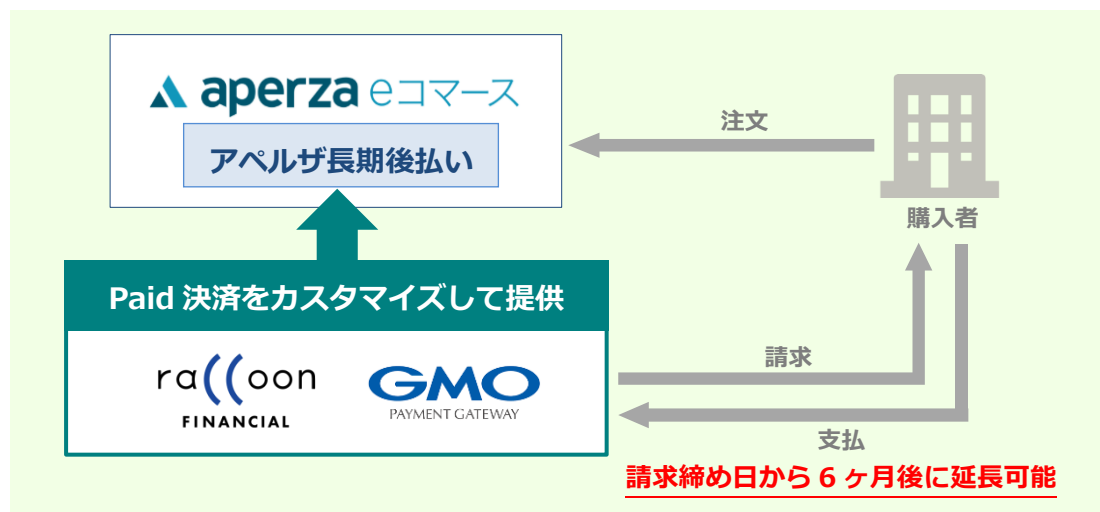 aperza eコマース
アペルザ長期後払い
注文
購入者
Paid 決済をカスタマイズして提供
raccoon
FINANCIAL
GMO
PAYMENT GATEWAY
請求
支払
請求締め日から 6 ヶ月後に延長可能